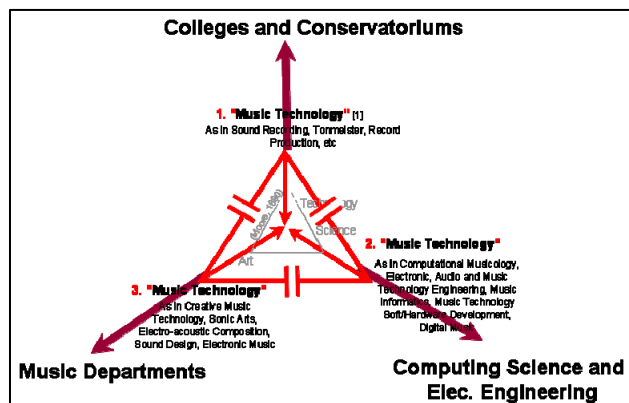 Colleges and Conservatoriums
1. "Music Technology" [1]
As in Sound Recording, Tonmeister, Record
Production, etc
(Moore, 1990)
Technology
Science
Art
2. "Music Technology"
As in Computational Musicology,
Electronic, Audio and Music
Technology Engineering, Music
Informatics, Music Technology
Soft/Hardware Development,
Digital Music
3. "Music Technology"
As in Creative Music
Technology, Sonic Arts,
Electro-acoustic Composition,
Sound Design, Electronic Music
Music Departments
Computing Science and
Elec. Engineering